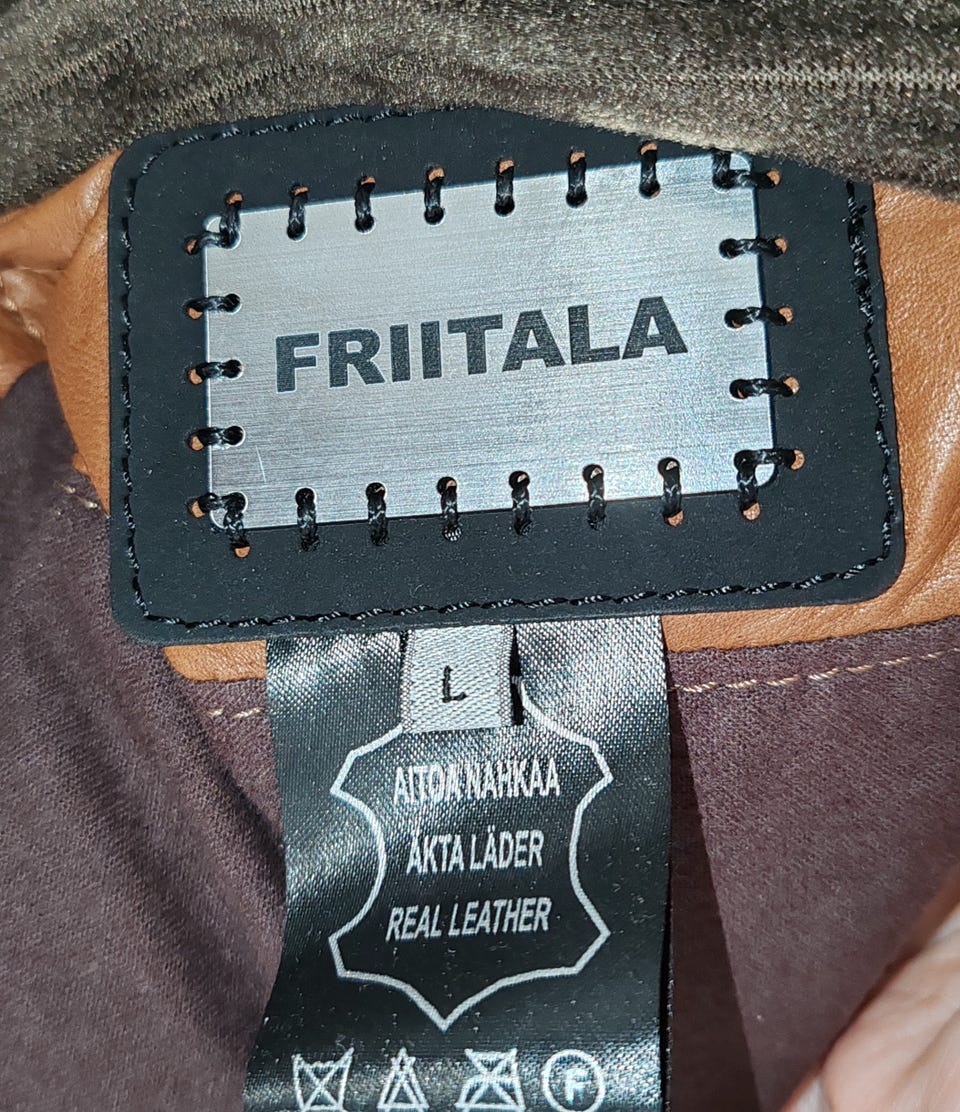 FRIITALA
L
AITOA NAHKAA
ÄKTA LÄDER
REAL LEATHER
F